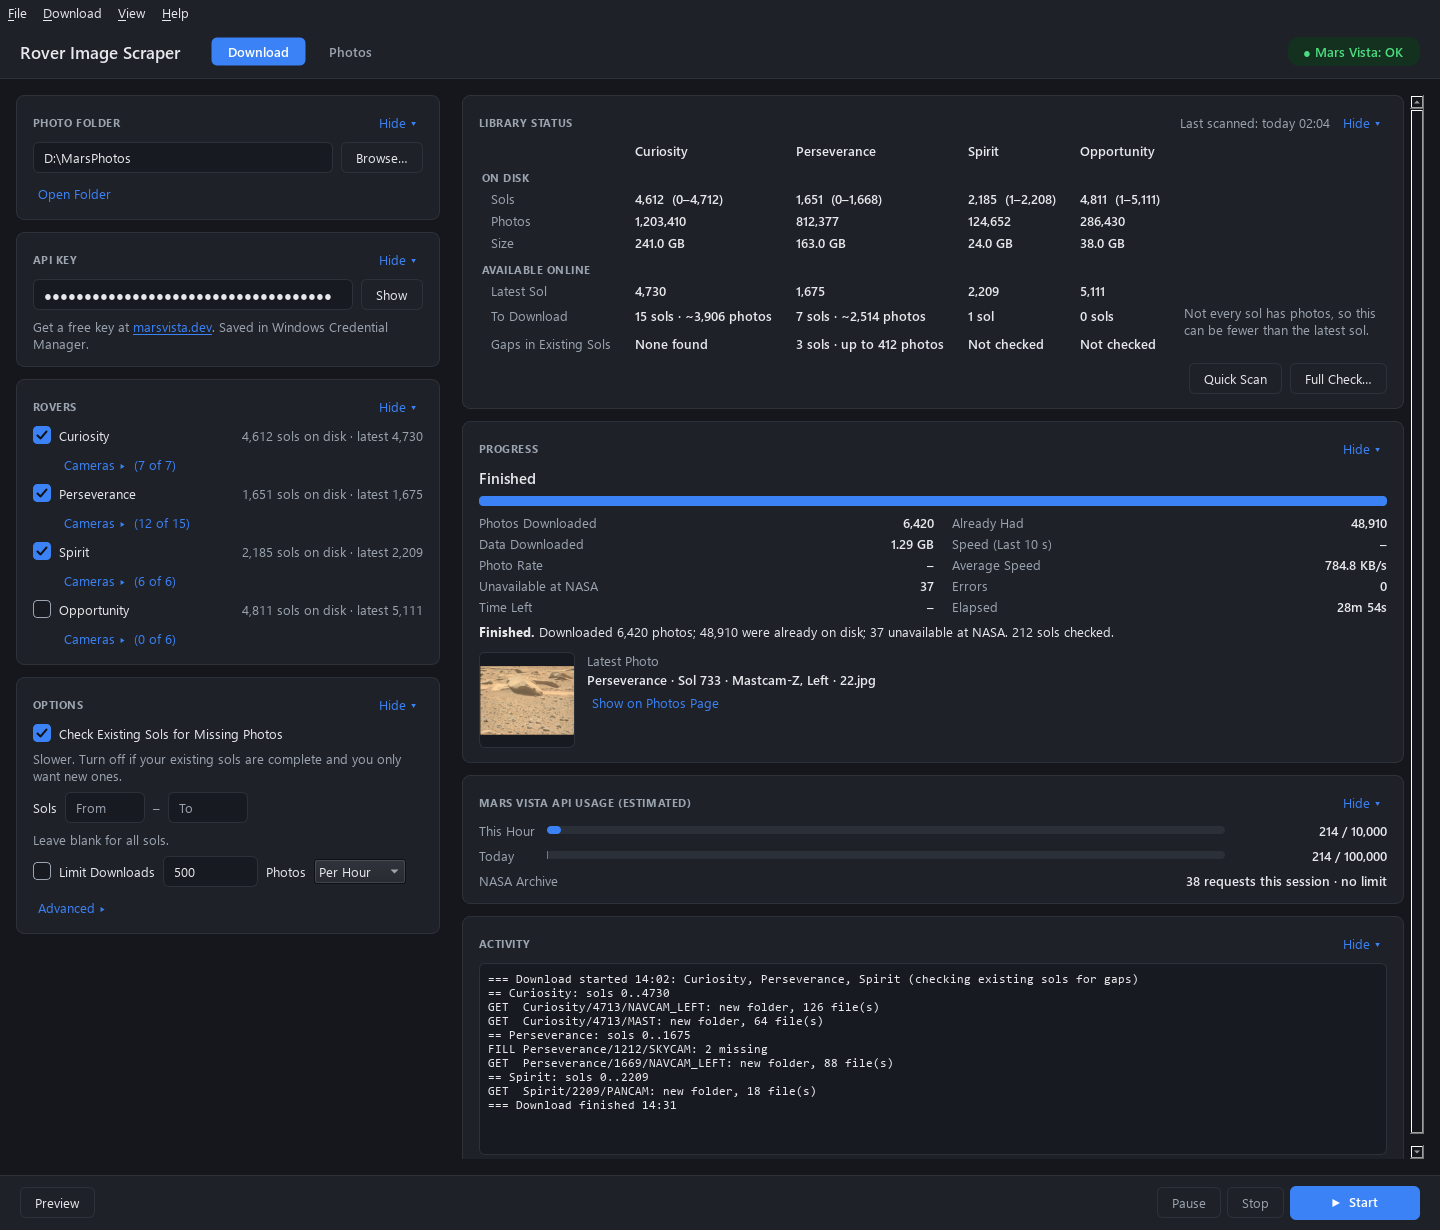 File Download View Help
Rover Image Scraper Download Photos ● Mars Vista: OK
PHOTO FOLDER Hide ▾
D:\MarsPhotos Browse...
Open Folder
API KEY Hide ▾
●●●●●●●●●●●●●●●●●●●●●●●●●●●●●●●●●●●● Show
Get a free key at marsvista.dev. Saved in Windows Credential
Manager.
ROVERS Hide ▾
Curiosity 4,612 sols on disk · latest 4,730
Cameras ▸ (7 of 7)
Perseverance 1,651 sols on disk · latest 1,675
Cameras ▸ (12 of 15)
Spirit 2,185 sols on disk · latest 2,209
Cameras ▸ (6 of 6)
Opportunity 4,811 sols on disk · latest 5,111
Cameras ▸ (0 of 6)
OPTIONS Hide ▾
Check Existing Sols for Missing Photos
Slower. Turn off if your existing sols are complete and you only
want new ones.
Sols From – To
Leave blank for all sols.
Limit Downloads 500 Photos Per Hour
Advanced ▸
LIBRARY STATUS Last scanned: today 02:04 Hide ▾
Curiosity Perseverance Spirit Opportunity
ON DISK
Sols 4,612 (0–4,712) 1,651 (0–1,668) 2,185 (1–2,208) 4,811 (1–5,111)
Photos 1,203,410 812,377 124,652 286,430
Size 241.0 GB 163.0 GB 24.0 GB 38.0 GB
AVAILABLE ONLINE
Latest Sol 4,730 1,675 2,209 5,111
To Download 15 sols · ~3,906 photos 7 sols · ~2,514 photos 1 sol 0 sols
Not every sol has photos, so this
can be fewer than the latest sol.
Gaps in Existing Sols None found 3 sols · up to 412 photos Not checked Not checked
Quick Scan Full Check...
PROGRESS Hide ▾
Finished
Photos Downloaded 6,420 Already Had 48,910
Data Downloaded 1.29 GB Speed (Last 10 s) –
Photo Rate – Average Speed 784.8 KB/s
Unavailable at NASA 37 Errors 0
Time Left – Elapsed 28m 54s
Finished. Downloaded 6,420 photos; 48,910 were already on disk; 37 unavailable at NASA. 212 sols checked.
Latest Photo
Perseverance · Sol 733 · Mastcam-Z, Left · 22.jpg
Show on Photos Page
MARS VISTA API USAGE (ESTIMATED) Hide ▾
This Hour 214 / 10,000
Today 214 / 100,000
NASA Archive 38 requests this session · no limit
ACTIVITY Hide ▾
=== Download started 14:02: Curiosity, Perseverance, Spirit (checking existing sols for gaps)
== Curiosity: sols 0..4730
GET  Curiosity/4713/NAVCAM_LEFT: new folder, 126 file(s)
GET  Curiosity/4713/MAST: new folder, 64 file(s)
== Perseverance: sols 0..1675
FILL Perseverance/1212/SKYCAM: 2 missing
GET  Perseverance/1669/NAVCAM_LEFT: new folder, 88 file(s)
== Spirit: sols 0..2209
GET  Spirit/2209/PANCAM: new folder, 18 file(s)
=== Download finished 14:31
Preview Pause Stop ▶ Start